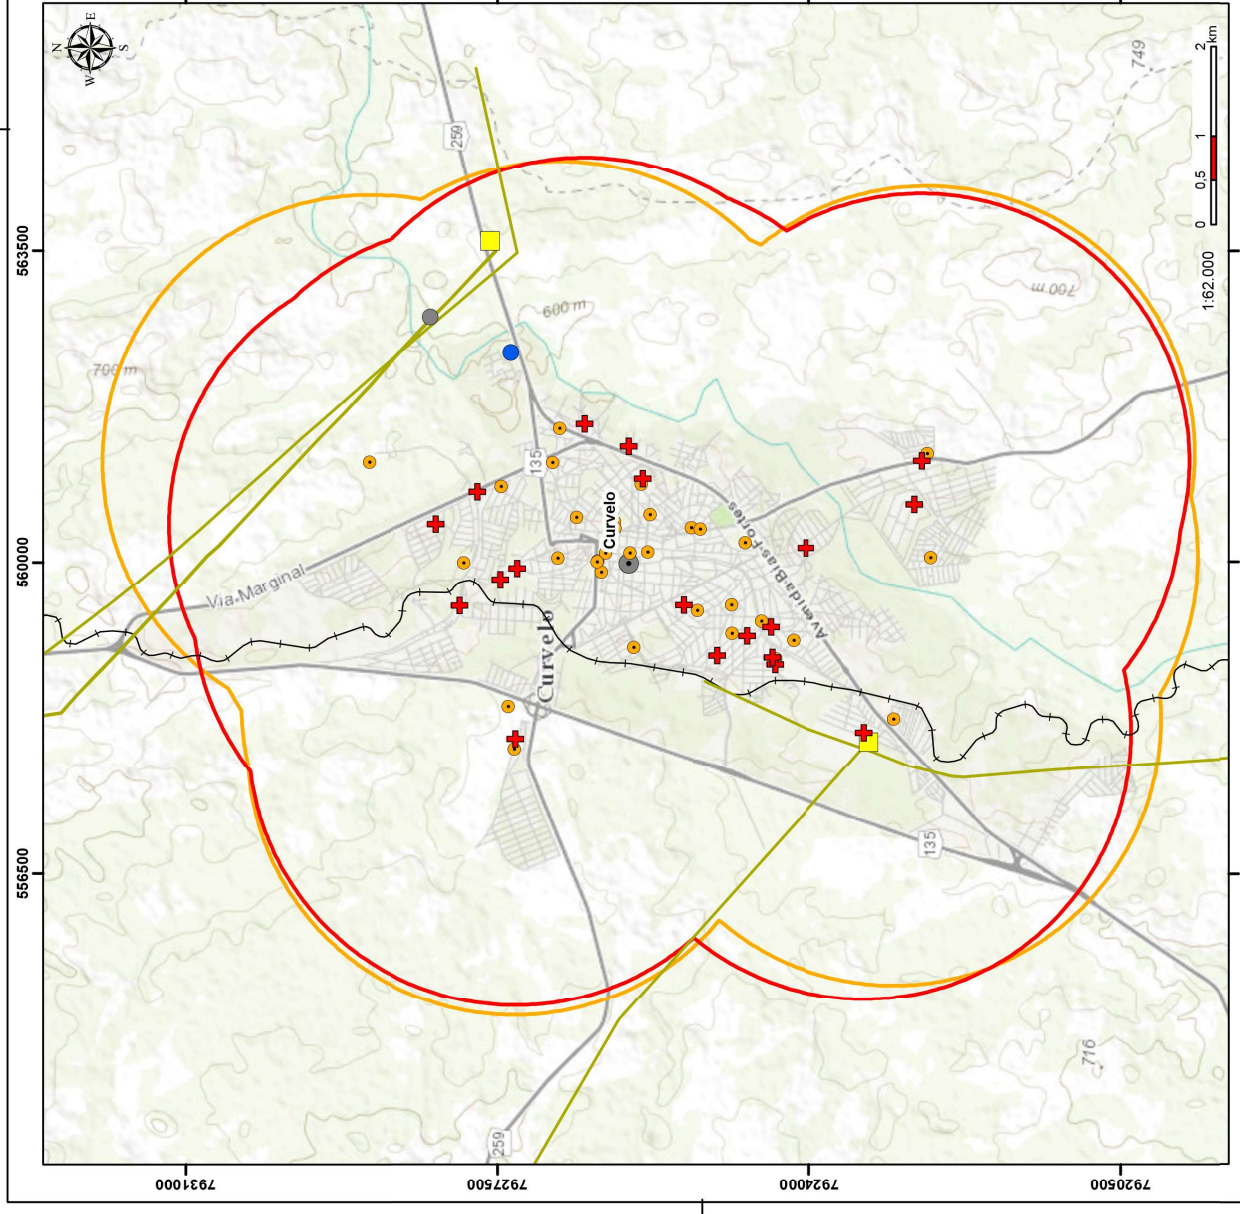 N
E
S
W
259
749
563500
0
0,5
1
2
km
1:62.000
600 m
700 m
700 m
135
Curvelo
Via Marginal
560000
Avenida Bias Fortes
Curvelo
556500
135
716
259
7931000
7927500
7924000
7920500